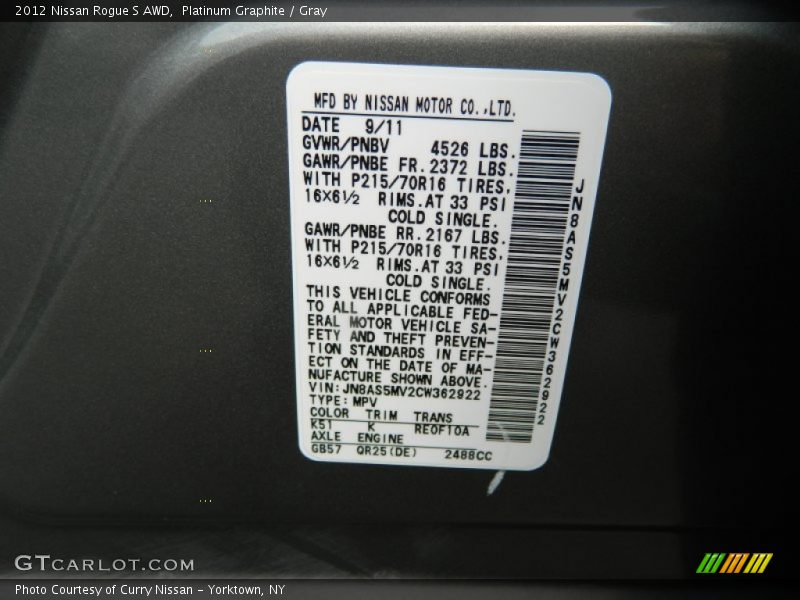 2012 Nissan Rogue S AWD, Platinum Graphite / Gray
MFD BY NISSAN MOTOR CO.,LTD.
DATE 9/11
GVWR/PNBV 4526 LBS.
GAWR/PNBE FR. 2372 LBS.
WITH P215/70R16 TIRES,
16X6½ RIMS. AT 33 PSI
COLD SINGLE.
GAWR/PNBE RR. 2167 LBS.
WITH P215/70R16 TIRES,
16X6½ RIMS. AT 33 PSI
COLD SINGLE.
THIS VEHICLE CONFORMS
TO ALL APPLICABLE FED-
ERAL MOTOR VEHICLE SA-
FETY AND THEFT PREVEN-
TION STANDARDS IN EFF-
ECT ON THE DATE OF MA-
NUFACTURE SHOWN ABOVE.
VIN:JN8AS5MV2CW362922
TYPE:MPV
COLOR TRIM TRANS
K51 K RE0F10A
AXLE ENGINE
GB57 QR25(DE) 2488CC
JN8AS5MV2CW362922
GTCARLOT.COM
Photo Courtesy of Curry Nissan - Yorktown, NY